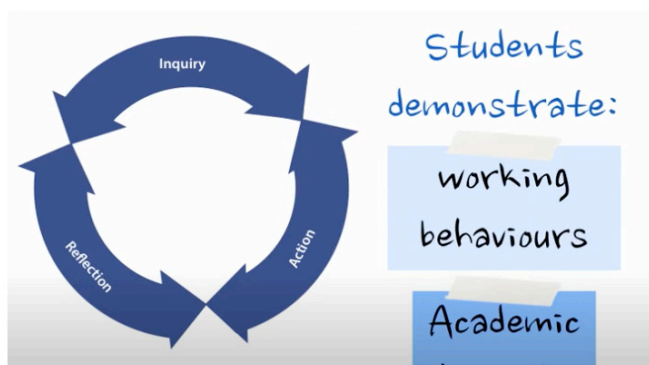 Inquiry
Action
Reflection
Students
demonstrate:
working
behaviours
Academic